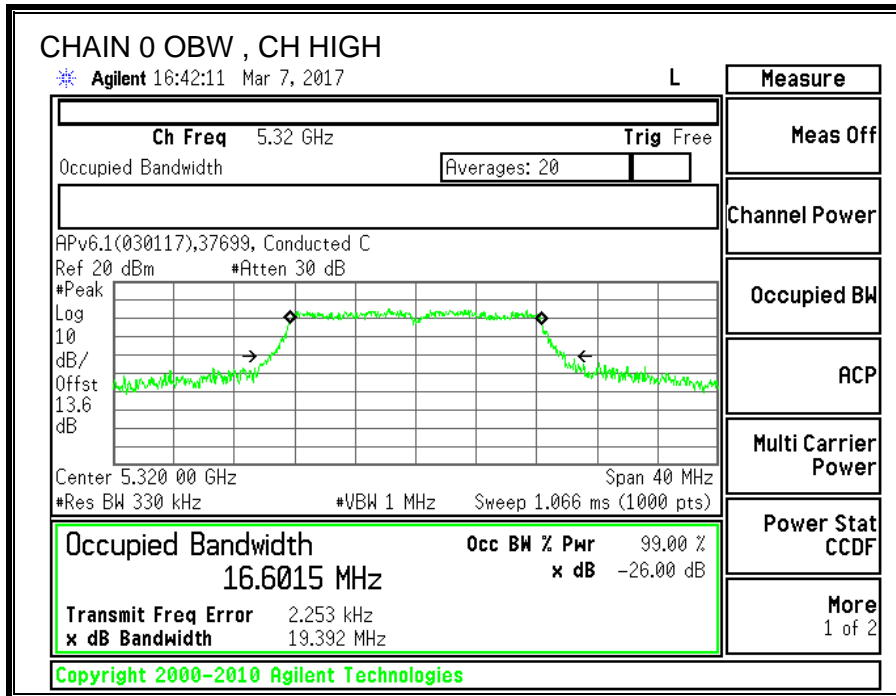 CHAIN 0 OBW , CH HIGH
Agilent 16:42:11 Mar 7, 2017 L
Measure
Ch Freq 5.32 GHz Trig Free
Meas Off
Occupied Bandwidth Averages: 20
Channel Power
APv6.1(030117),37699, Conducted C
Ref 20 dBm #Atten 30 dB
#Peak
Log
10
dB/
Offst
13.6
dB
Occupied BW
ACP
Multi Carrier
Power
Center 5.320 00 GHz Span 40 MHz
#Res BW 330 kHz #VBW 1 MHz Sweep 1.066 ms (1000 pts)
Power Stat
CCDF
Occupied Bandwidth Occ BW % Pwr 99.00 %
16.6015 MHz x dB -26.00 dB
Transmit Freq Error 2.253 kHz
x dB Bandwidth 19.392 MHz
More
1 of 2
Copyright 2000-2010 Agilent Technologies